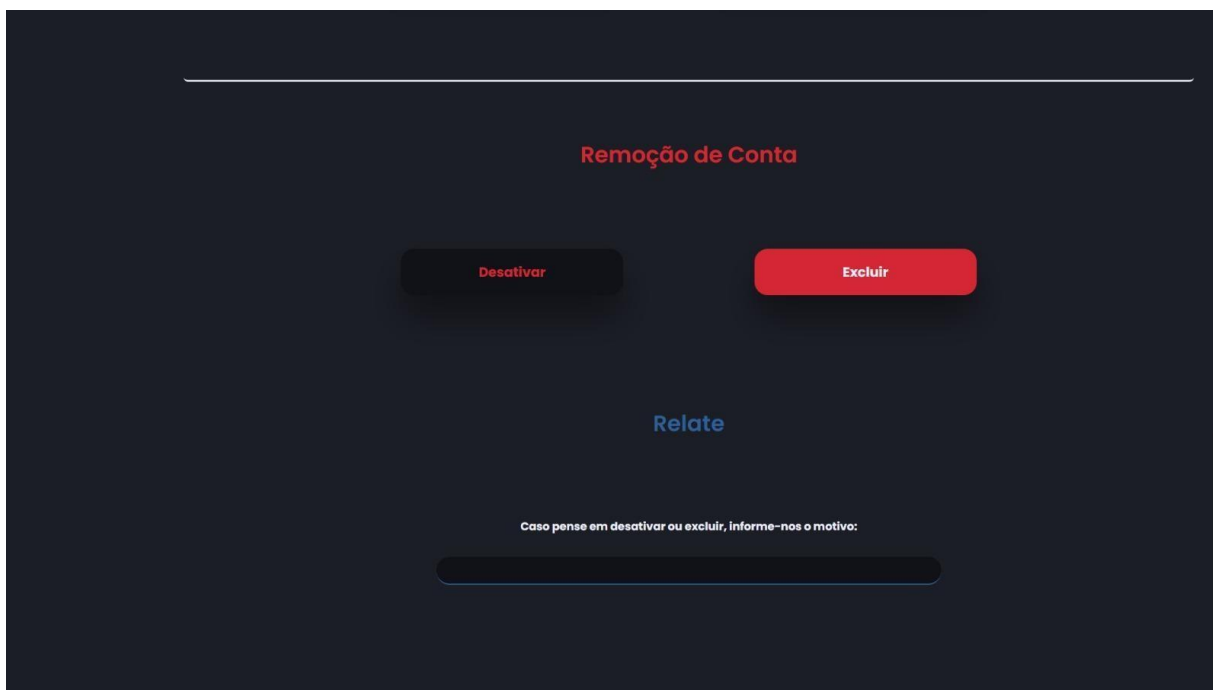 Remoção de Conta
Desativar
Excluir
Relate
Caso pense em desativar ou excluir, informe-nos o motivo: